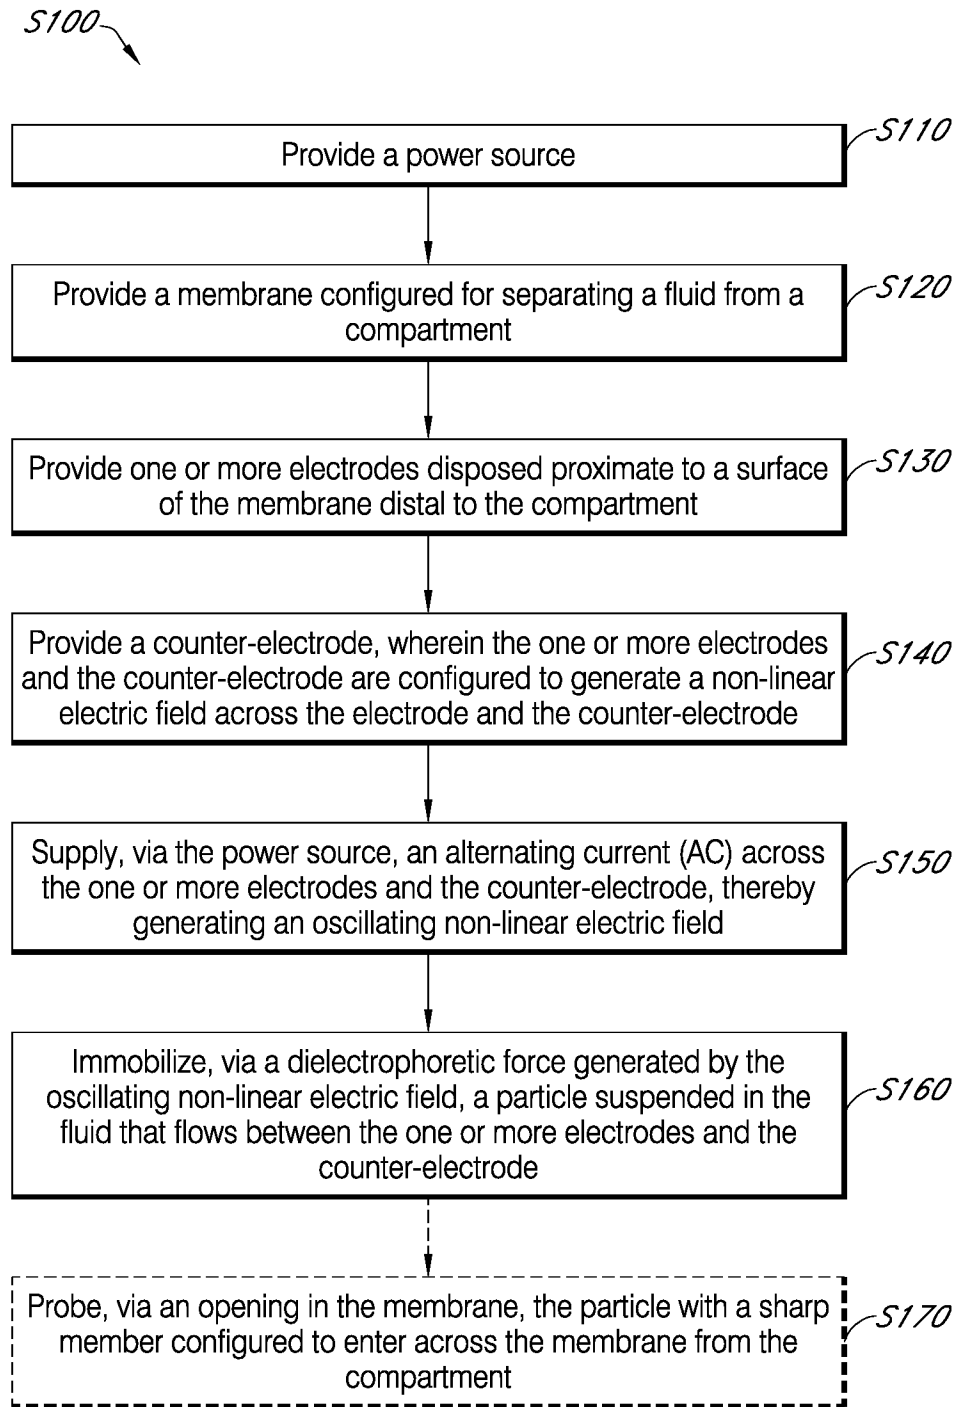 S100
Provide a power source
S110
Provide a membrane configured for separating a fluid from a
compartment
S120
Provide one or more electrodes disposed proximate to a surface
of the membrane distal to the compartment
S130
Provide a counter-electrode, wherein the one or more electrodes
and the counter-electrode are configured to generate a non-linear
electric field across the electrode and the counter-electrode
S140
Supply, via the power source, an alternating current (AC) across
the one or more electrodes and the counter-electrode, thereby
generating an oscillating non-linear electric field
S150
Immobilize, via a dielectrophoretic force generated by the
oscillating non-linear electric field, a particle suspended in the
fluid that flows between the one or more electrodes and the
counter-electrode
S160
Probe, via an opening in the membrane, the particle with a sharp
member configured to enter across the membrane from the
compartment
S170